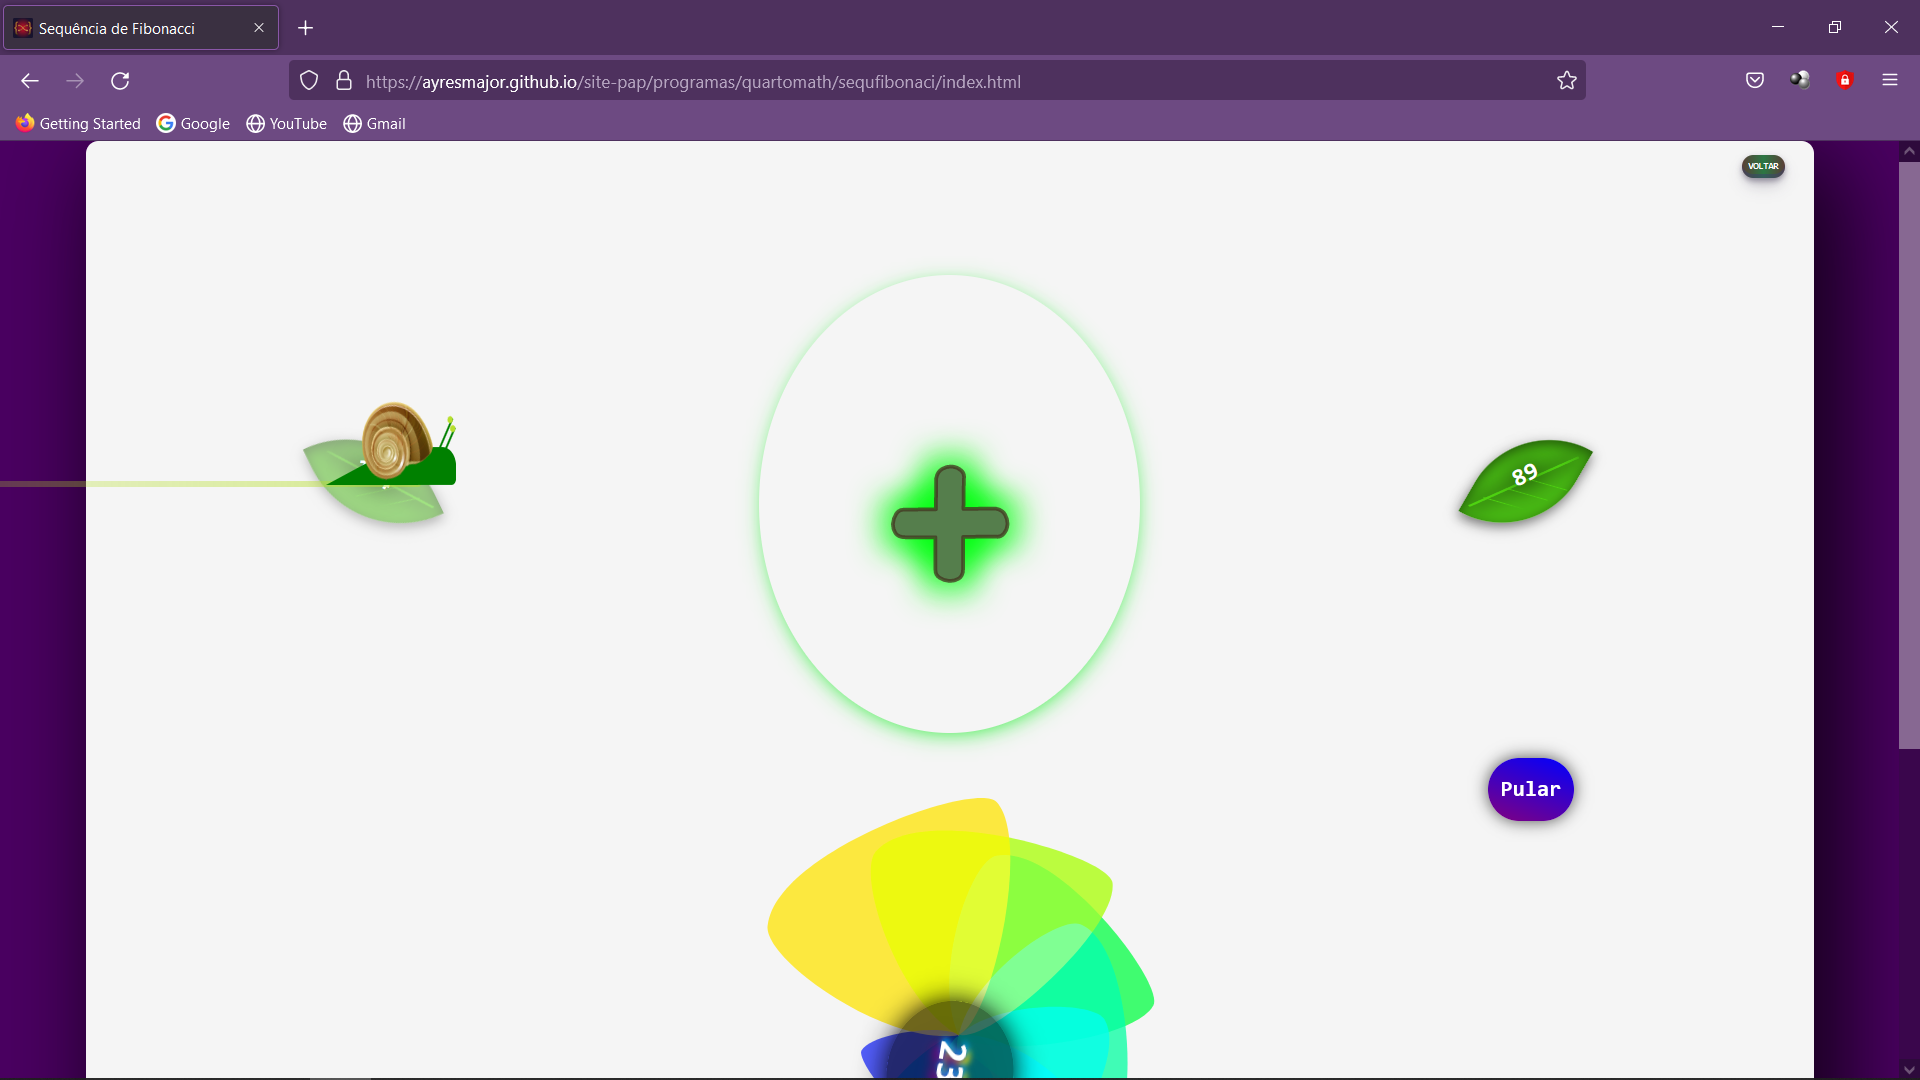 Sequência de Fibonacci
https://ayresmajor.github.io/site-pap/programas/quartomath/sequfibonaci/index.html
Getting Started Google YouTube Gmail
VOLTAR
89
Pular